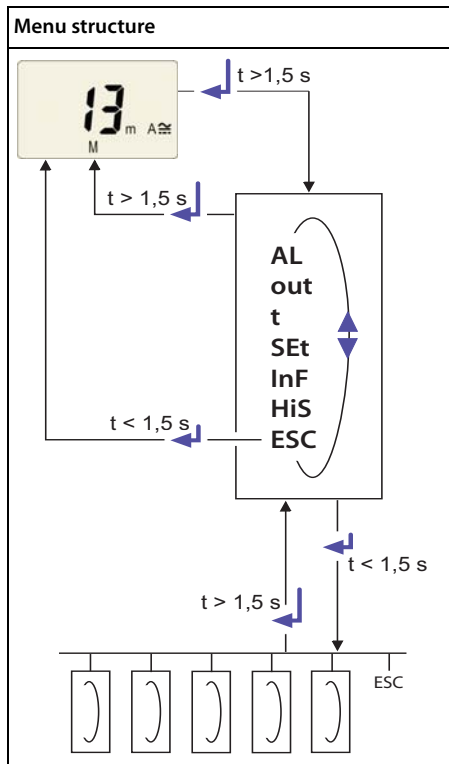 Menu structure
t >1,5 s
13 m A≅
M
t > 1,5 s
AL
out
t
SEt
InF
HiS
ESC
t < 1,5 s
t < 1,5 s
t > 1,5 s
ESC